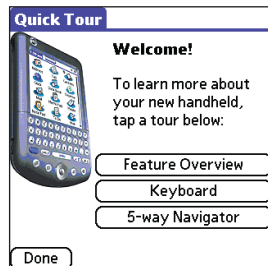 Quick Tour
Welcome!
To learn more about
your new handheld,
tap a tour below:
Feature Overview
Keyboard
5-way Navigator
Done